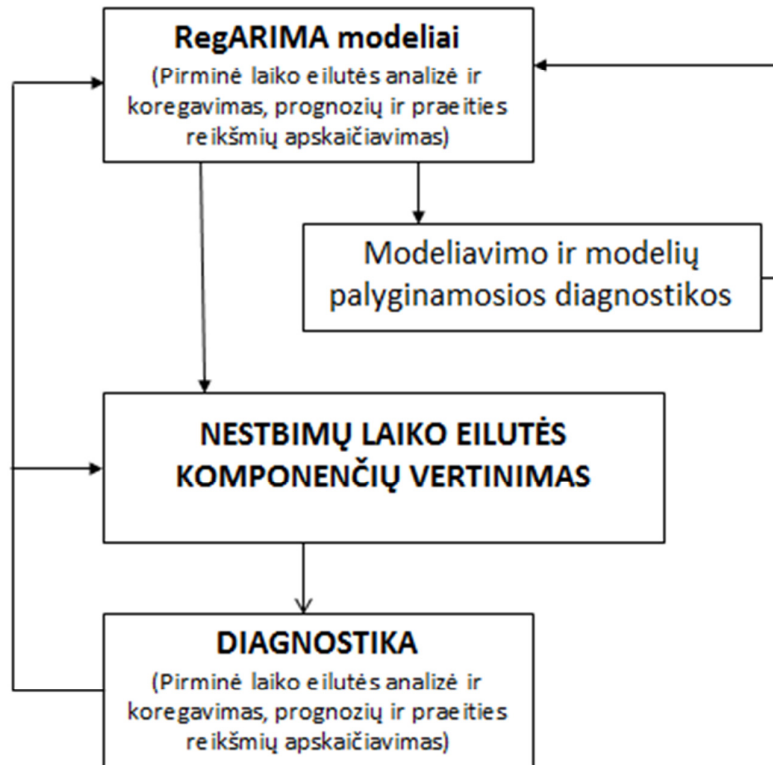 RegARIMA modeliai
(Pirminė laiko eilutės analizė ir
koregavimas, prognozių ir praeities
reikšmių apskaičiavimas)
Modeliavimo ir modelių
palyginamosios diagnostikos
NESTBIMŲ LAIKO EILUTĖS
KOMPONENČIŲ VERTINIMAS
DIAGNOSTIKA
(Pirminė laiko eilutės analizė ir
koregavimas, prognozių ir praeities
reikšmių apskaičiavimas)